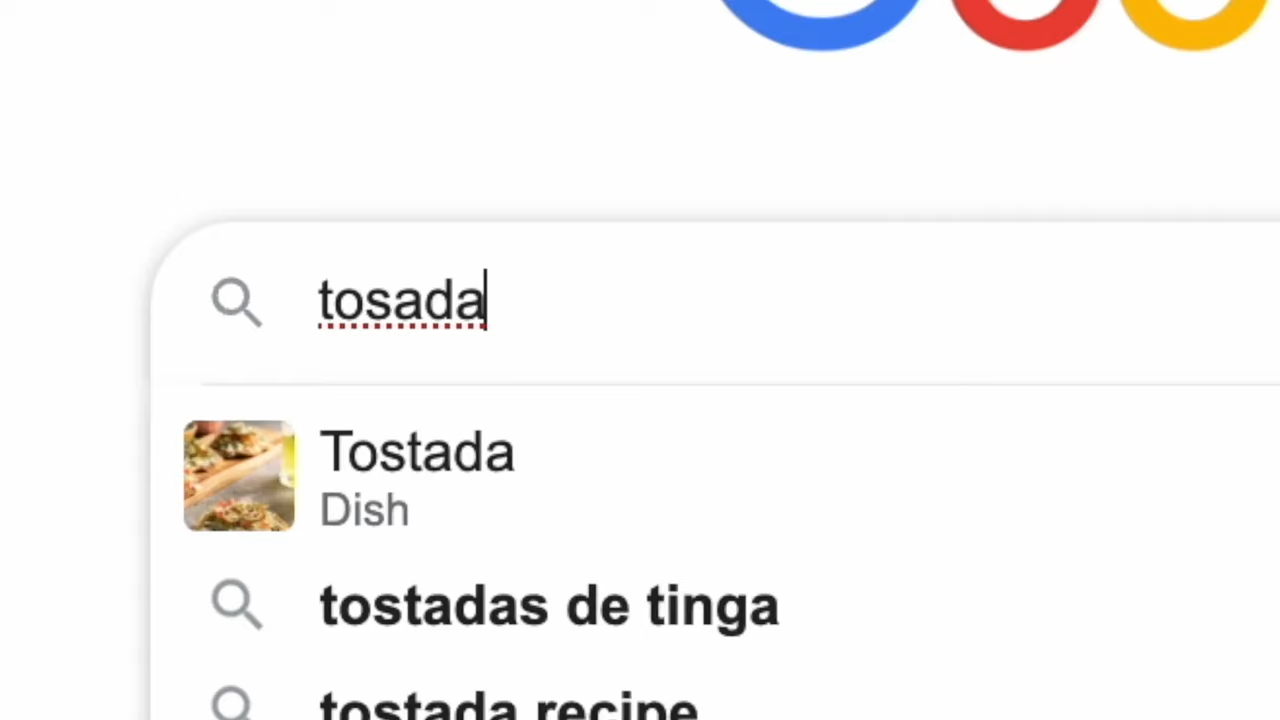 tosada
Tostada
Dish
tostadas de tinga
tostada recipe